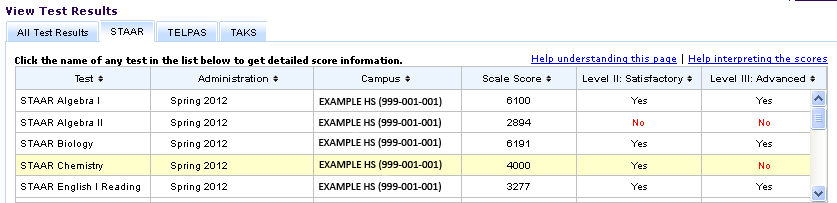 View Test Results
All Test Results STAAR TELPAS TAKS
Click the name of any test in the list below to get detailed score information. Help understanding this page | Help interpreting the scores
Test Administration Campus Scale Score Level II: Satisfactory Level III: Advanced
STAAR Algebra I Spring 2012 EXAMPLE HS (999-001-001) 6100 Yes Yes
STAAR Algebra II Spring 2012 EXAMPLE HS (999-001-001) 2894 No No
STAAR Biology Spring 2012 EXAMPLE HS (999-001-001) 6191 Yes Yes
STAAR Chemistry Spring 2012 EXAMPLE HS (999-001-001) 4000 Yes No
STAAR English I Reading Spring 2012 EXAMPLE HS (999-001-001) 3277 Yes Yes